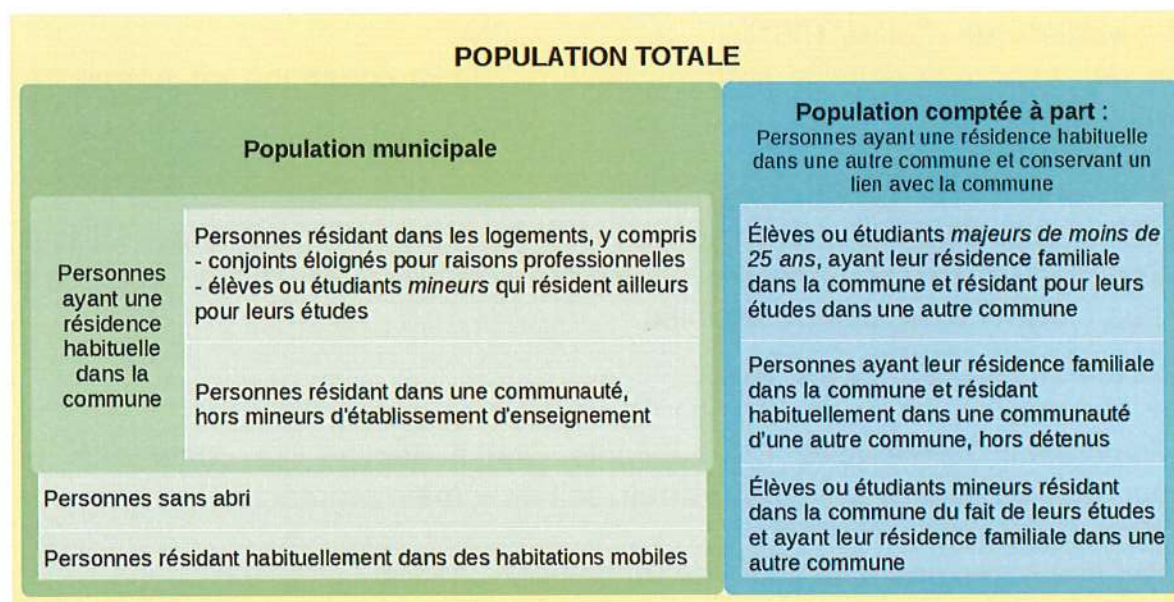 POPULATION TOTALE
Population municipale
Personnes
ayant une
résidence
habituelle
dans la
commune
Personnes résidant dans les logements, y compris
- conjoints éloignés pour raisons professionnelles
- élèves ou étudiants mineurs qui résident ailleurs
pour leurs études
Personnes résidant dans une communauté,
hors mineurs d'établissement d'enseignement
Personnes sans abri
Personnes résidant habituellement dans des habitations mobiles
Population comptée à part :
Personnes ayant une résidence habituelle
dans une autre commune et conservant un
lien avec la commune
Élèves ou étudiants majeurs de moins de
25 ans, ayant leur résidence familiale
dans la commune et résidant pour leurs
études dans une autre commune
Personnes ayant leur résidence familiale
dans la commune et résidant
habituellement dans une communauté
d'une autre commune, hors détenus
Élèves ou étudiants mineurs résidant
dans la commune du fait de leurs études
et ayant leur résidence familiale dans une
autre commune